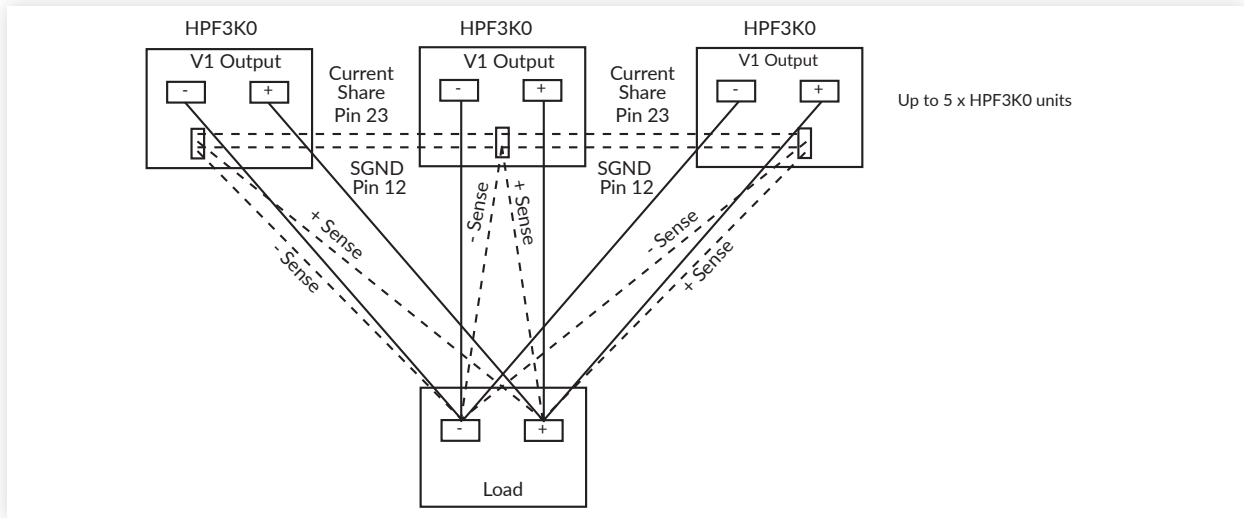 HPF3K0
HPF3K0
HPF3K0
V1 Output
V1 Output
V1 Output
-
+
-
+
-
+
Current
Share
Pin 23
Current
Share
Pin 23
Up to 5 x HPF3K0 units
SGND
Pin 12
SGND
Pin 12
+ Sense
- Sense
- Sense
+ Sense
- Sense
+ Sense
-
+
Load